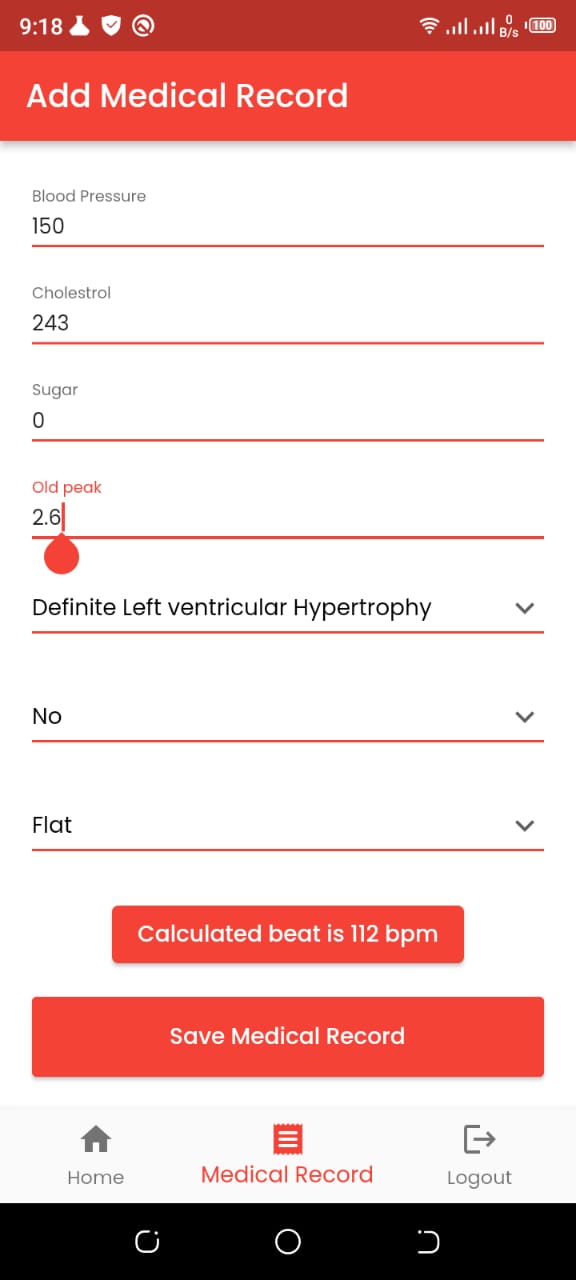 9:18
0
B/s
100
Add Medical Record
Blood Pressure
150
Cholestrol
243
Sugar
0
Old peak
2.6
Definite Left ventricular Hypertrophy
No
Flat
Calculated beat is 112 bpm
Save Medical Record
Home
Medical Record
Logout